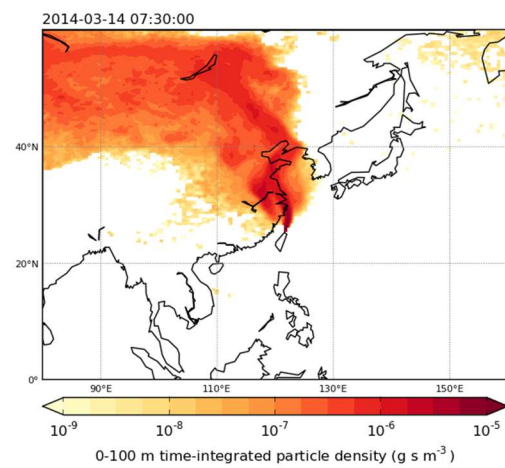 2014-03-14 07:30:00
40°N
20°N
0°
90°E 110°E 130°E 150°E
10⁻⁹ 10⁻⁸ 10⁻⁷ 10⁻⁶ 10⁻⁵
0-100 m time-integrated particle density (g s m⁻³)